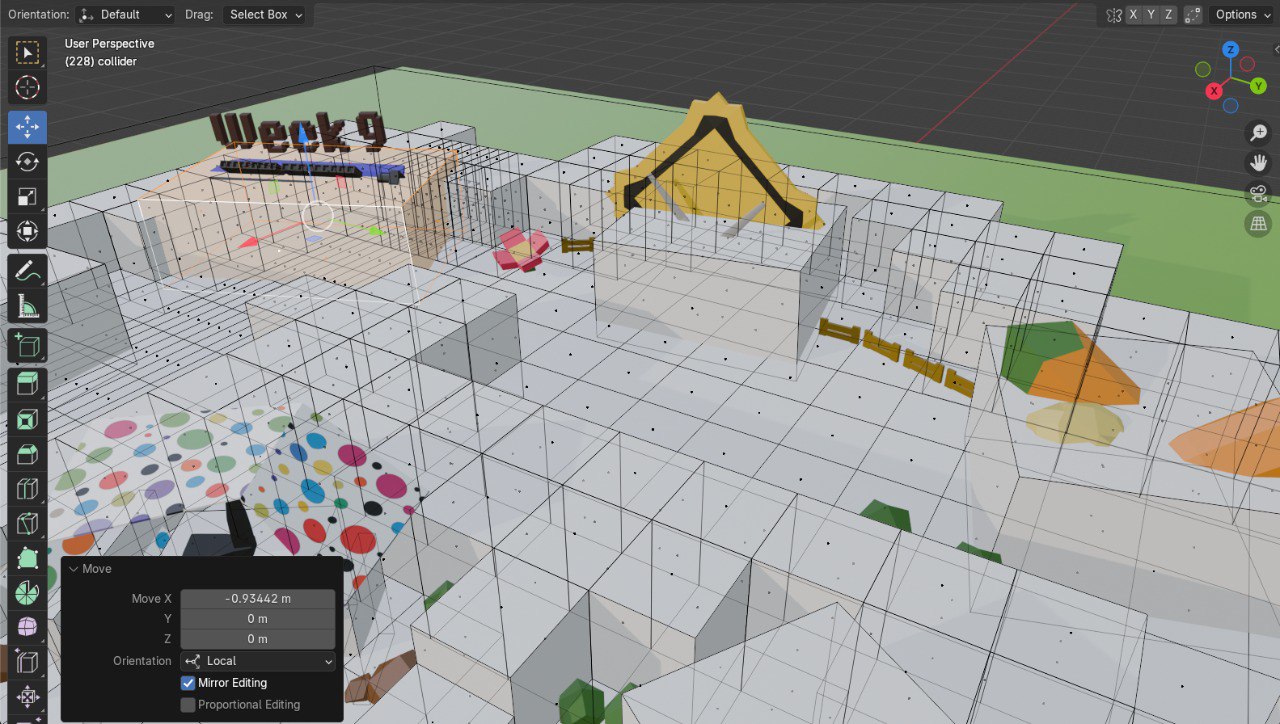 Orientation: Default Drag: Select Box X Y Z Options
User Perspective
(228) collider
Z
Y
X
Week 9
Move
Move X -0.93442 m
Y 0 m
Z 0 m
Orientation Local
Mirror Editing
Proportional Editing